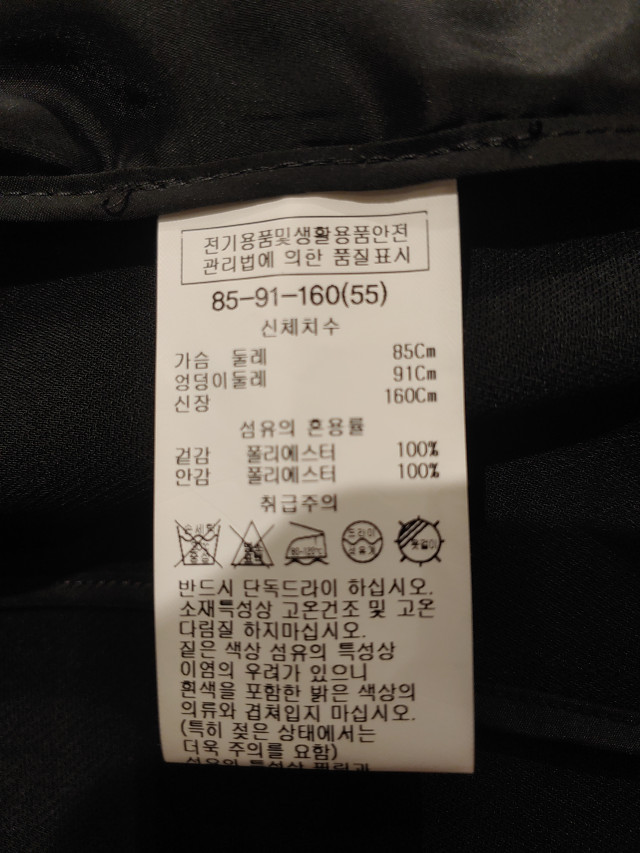 전기용품및생활용품안전
관리법에 의한 품질표시
85-91-160(55)
신체치수
가슴 둘레 85Cm
엉덩이둘레 91Cm
신장 160Cm
섬유의 혼용률
겉감 폴리에스터 100%
안감 폴리에스터 100%
취급주의
80~120℃
드라이
옷걸이
반드시 단독드라이 하십시오.
소재특성상 고온건조 및 고온
다림질 하지마십시오.
짙은 색상 섬유의 특성상
이염의 우려가 있으니
흰색을 포함한 밝은 색상의
의류와 겹쳐입지 마십시오.
(특히 젖은 상태에서는
더욱 주의를 요함)